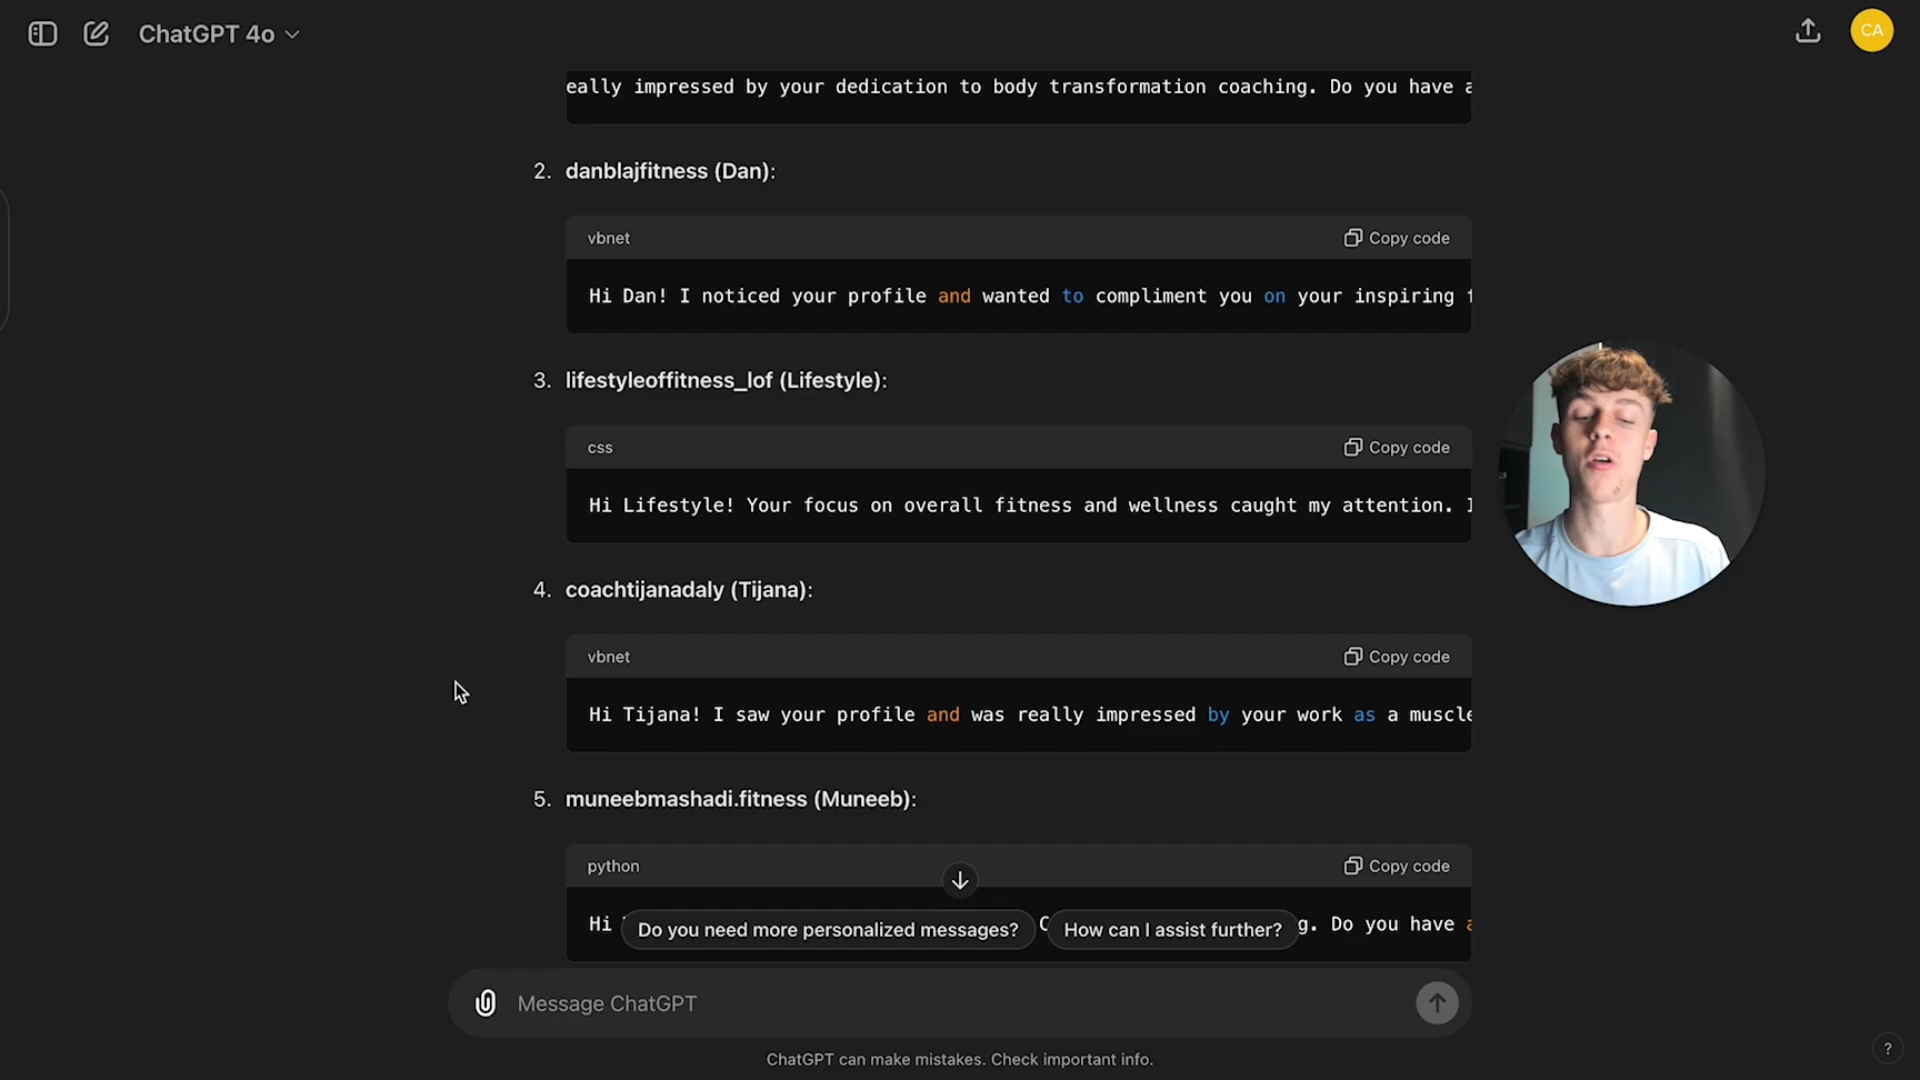 ChatGPT 4o
CA
eally impressed by your dedication to body transformation coaching. Do you have
2. danblajfitness (Dan):
vbnet
Copy code
Hi Dan! I noticed your profile and wanted to compliment you on your inspiring
3. lifestyleoffitness_lof (Lifestyle):
css
Copy code
Hi Lifestyle! Your focus on overall fitness and wellness caught my attention.
4. coachtijanadaly (Tijana):
vbnet
Copy code
Hi Tijana! I saw your profile and was really impressed by your work as a muscle
5. muneebmashadi.fitness (Muneeb):
python
Copy code
Hi
g. Do you have
Do you need more personalized messages?
How can I assist further?
Message ChatGPT
ChatGPT can make mistakes. Check important info.
?